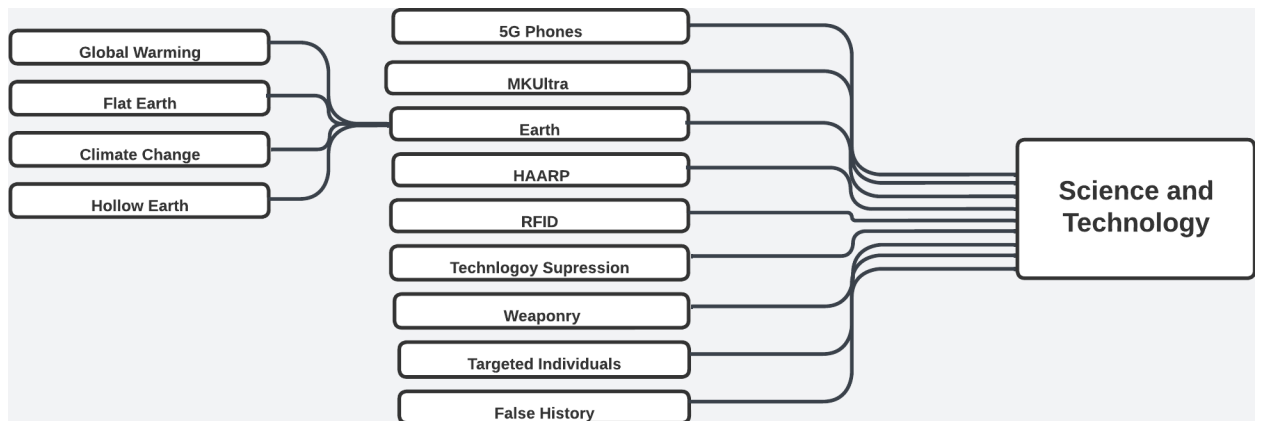 Global Warming
Flat Earth
Climate Change
Hollow Earth
5G Phones
MKUltra
Earth
HAARP
RFID
Technlogoy Supression
Weaponry
Targeted Individuals
False History
Science and
Technology